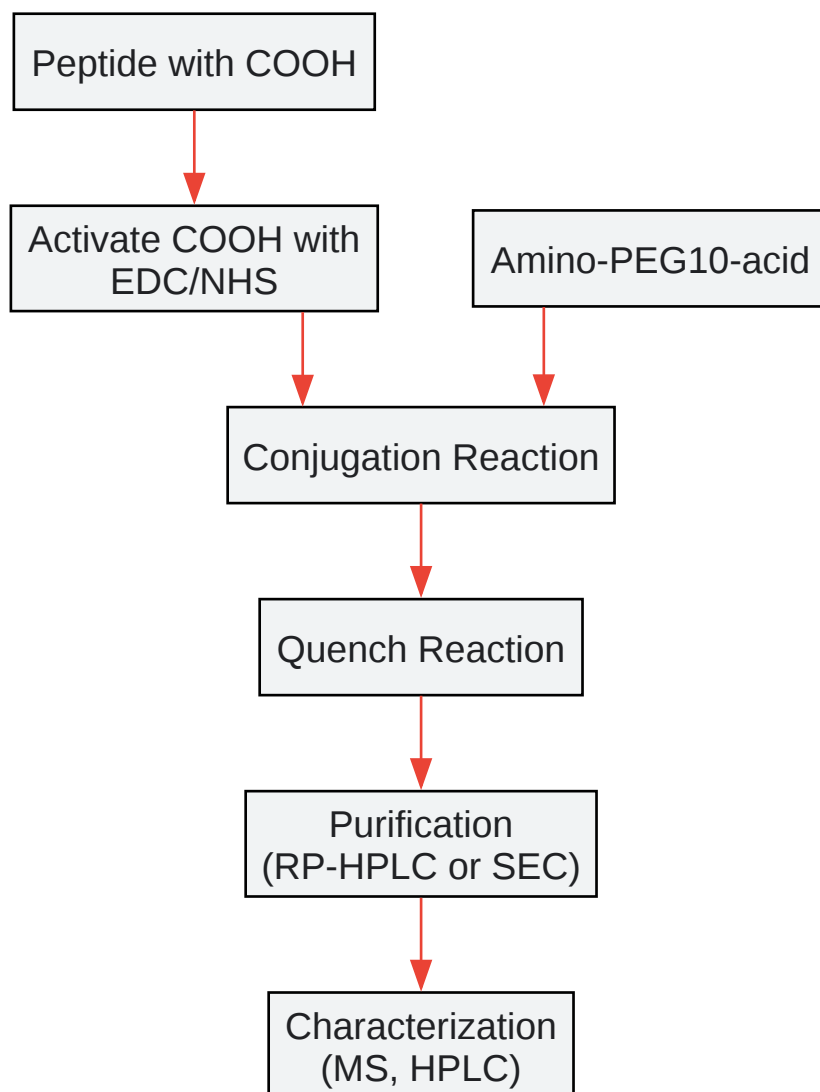 Peptide with COOH
Activate COOH with
EDC/NHS
Amino-PEG10-acid
Conjugation Reaction
Quench Reaction
Purification
(RP-HPLC or SEC)
Characterization
(MS, HPLC)